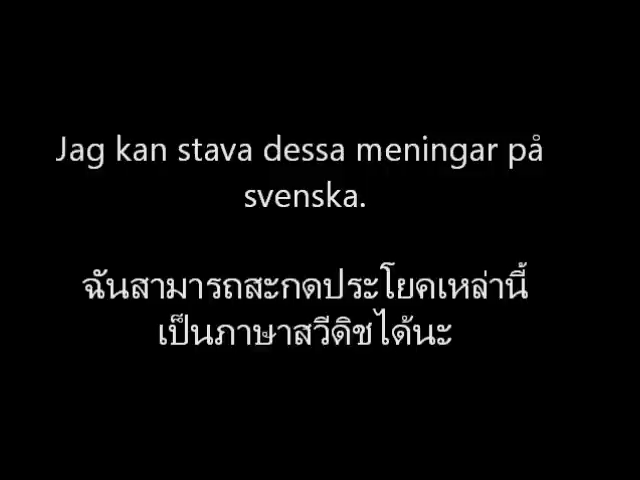 Jag kan stava dessa meningar på
svenska.
ฉันสามารถสะกดประโยคเหล่านี้
เป็นภาษาสวีดิชได้นะ